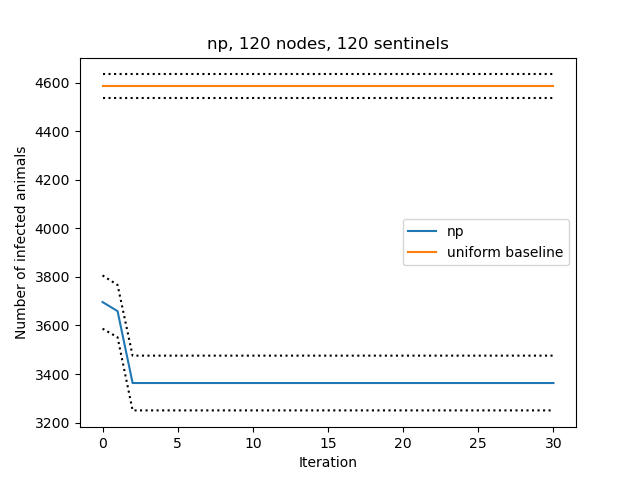 np, 120 nodes, 120 sentinels
4600
4400
4200
4000
3800
3600
3400
3200
Number of infected animals
np
uniform baseline
0 5 10 15 20 25 30
Iteration